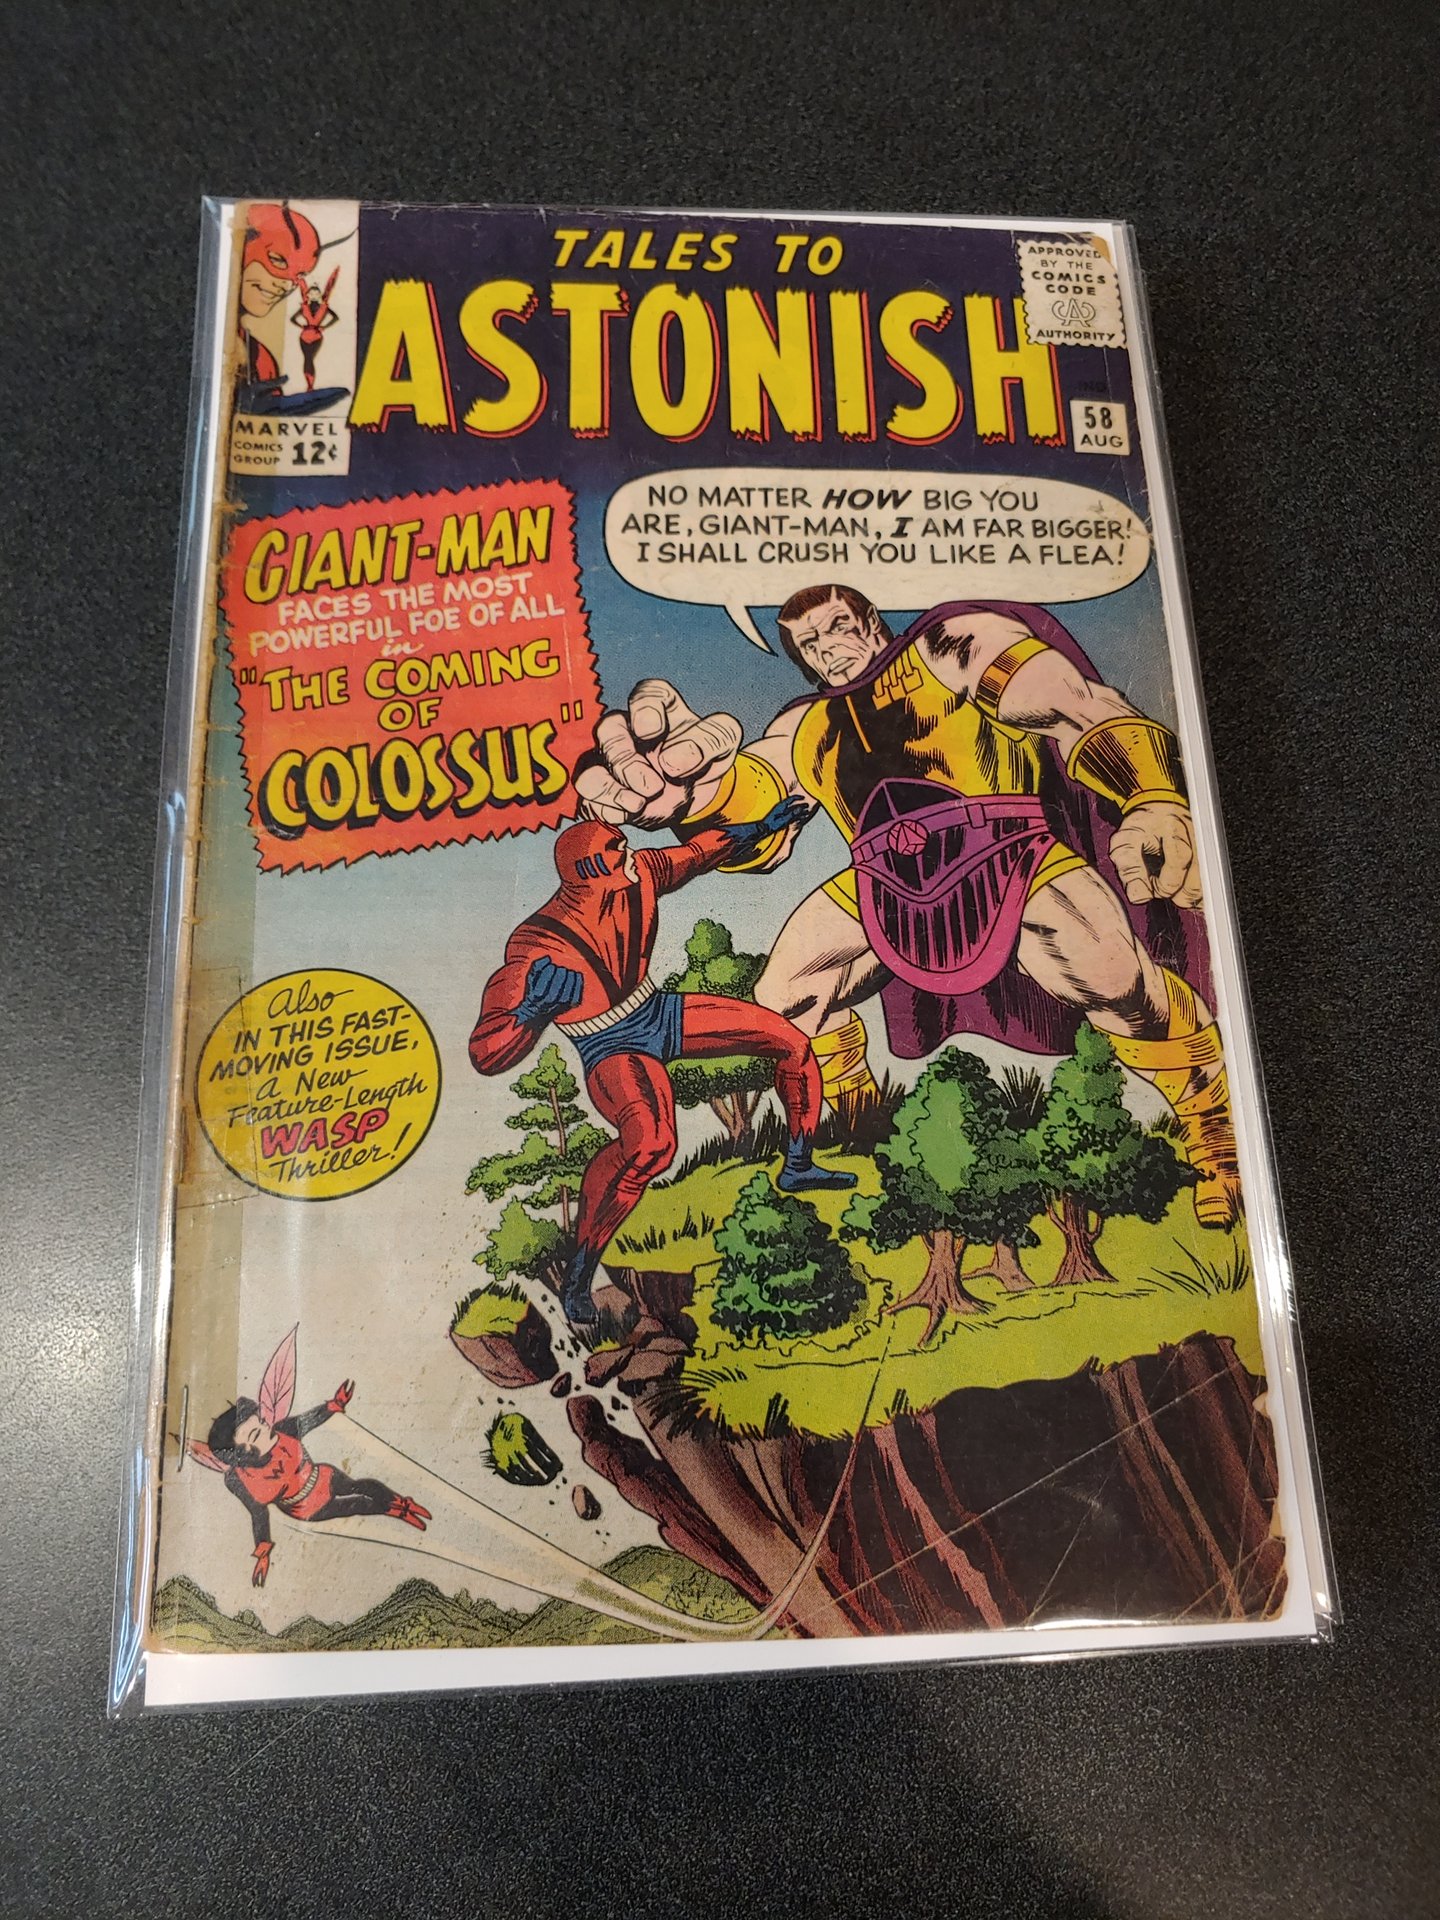 TALES TO
ASTONISH
APPROVED
BY THE
COMICS
CODE
CA
AUTHORITY
MARVEL
COMICS
GROUP 12¢
58
AUG
IND.
NO MATTER HOW BIG YOU
ARE, GIANT-MAN, I AM FAR BIGGER!
I SHALL CRUSH YOU LIKE A FLEA!
GIANT-MAN
FACES THE MOST
POWERFUL FOE OF ALL
in
"THE COMING
OF
COLOSSUS"
Also
IN THIS FAST-
MOVING ISSUE,
a New
Feature-Length
WASP
Thriller!
W